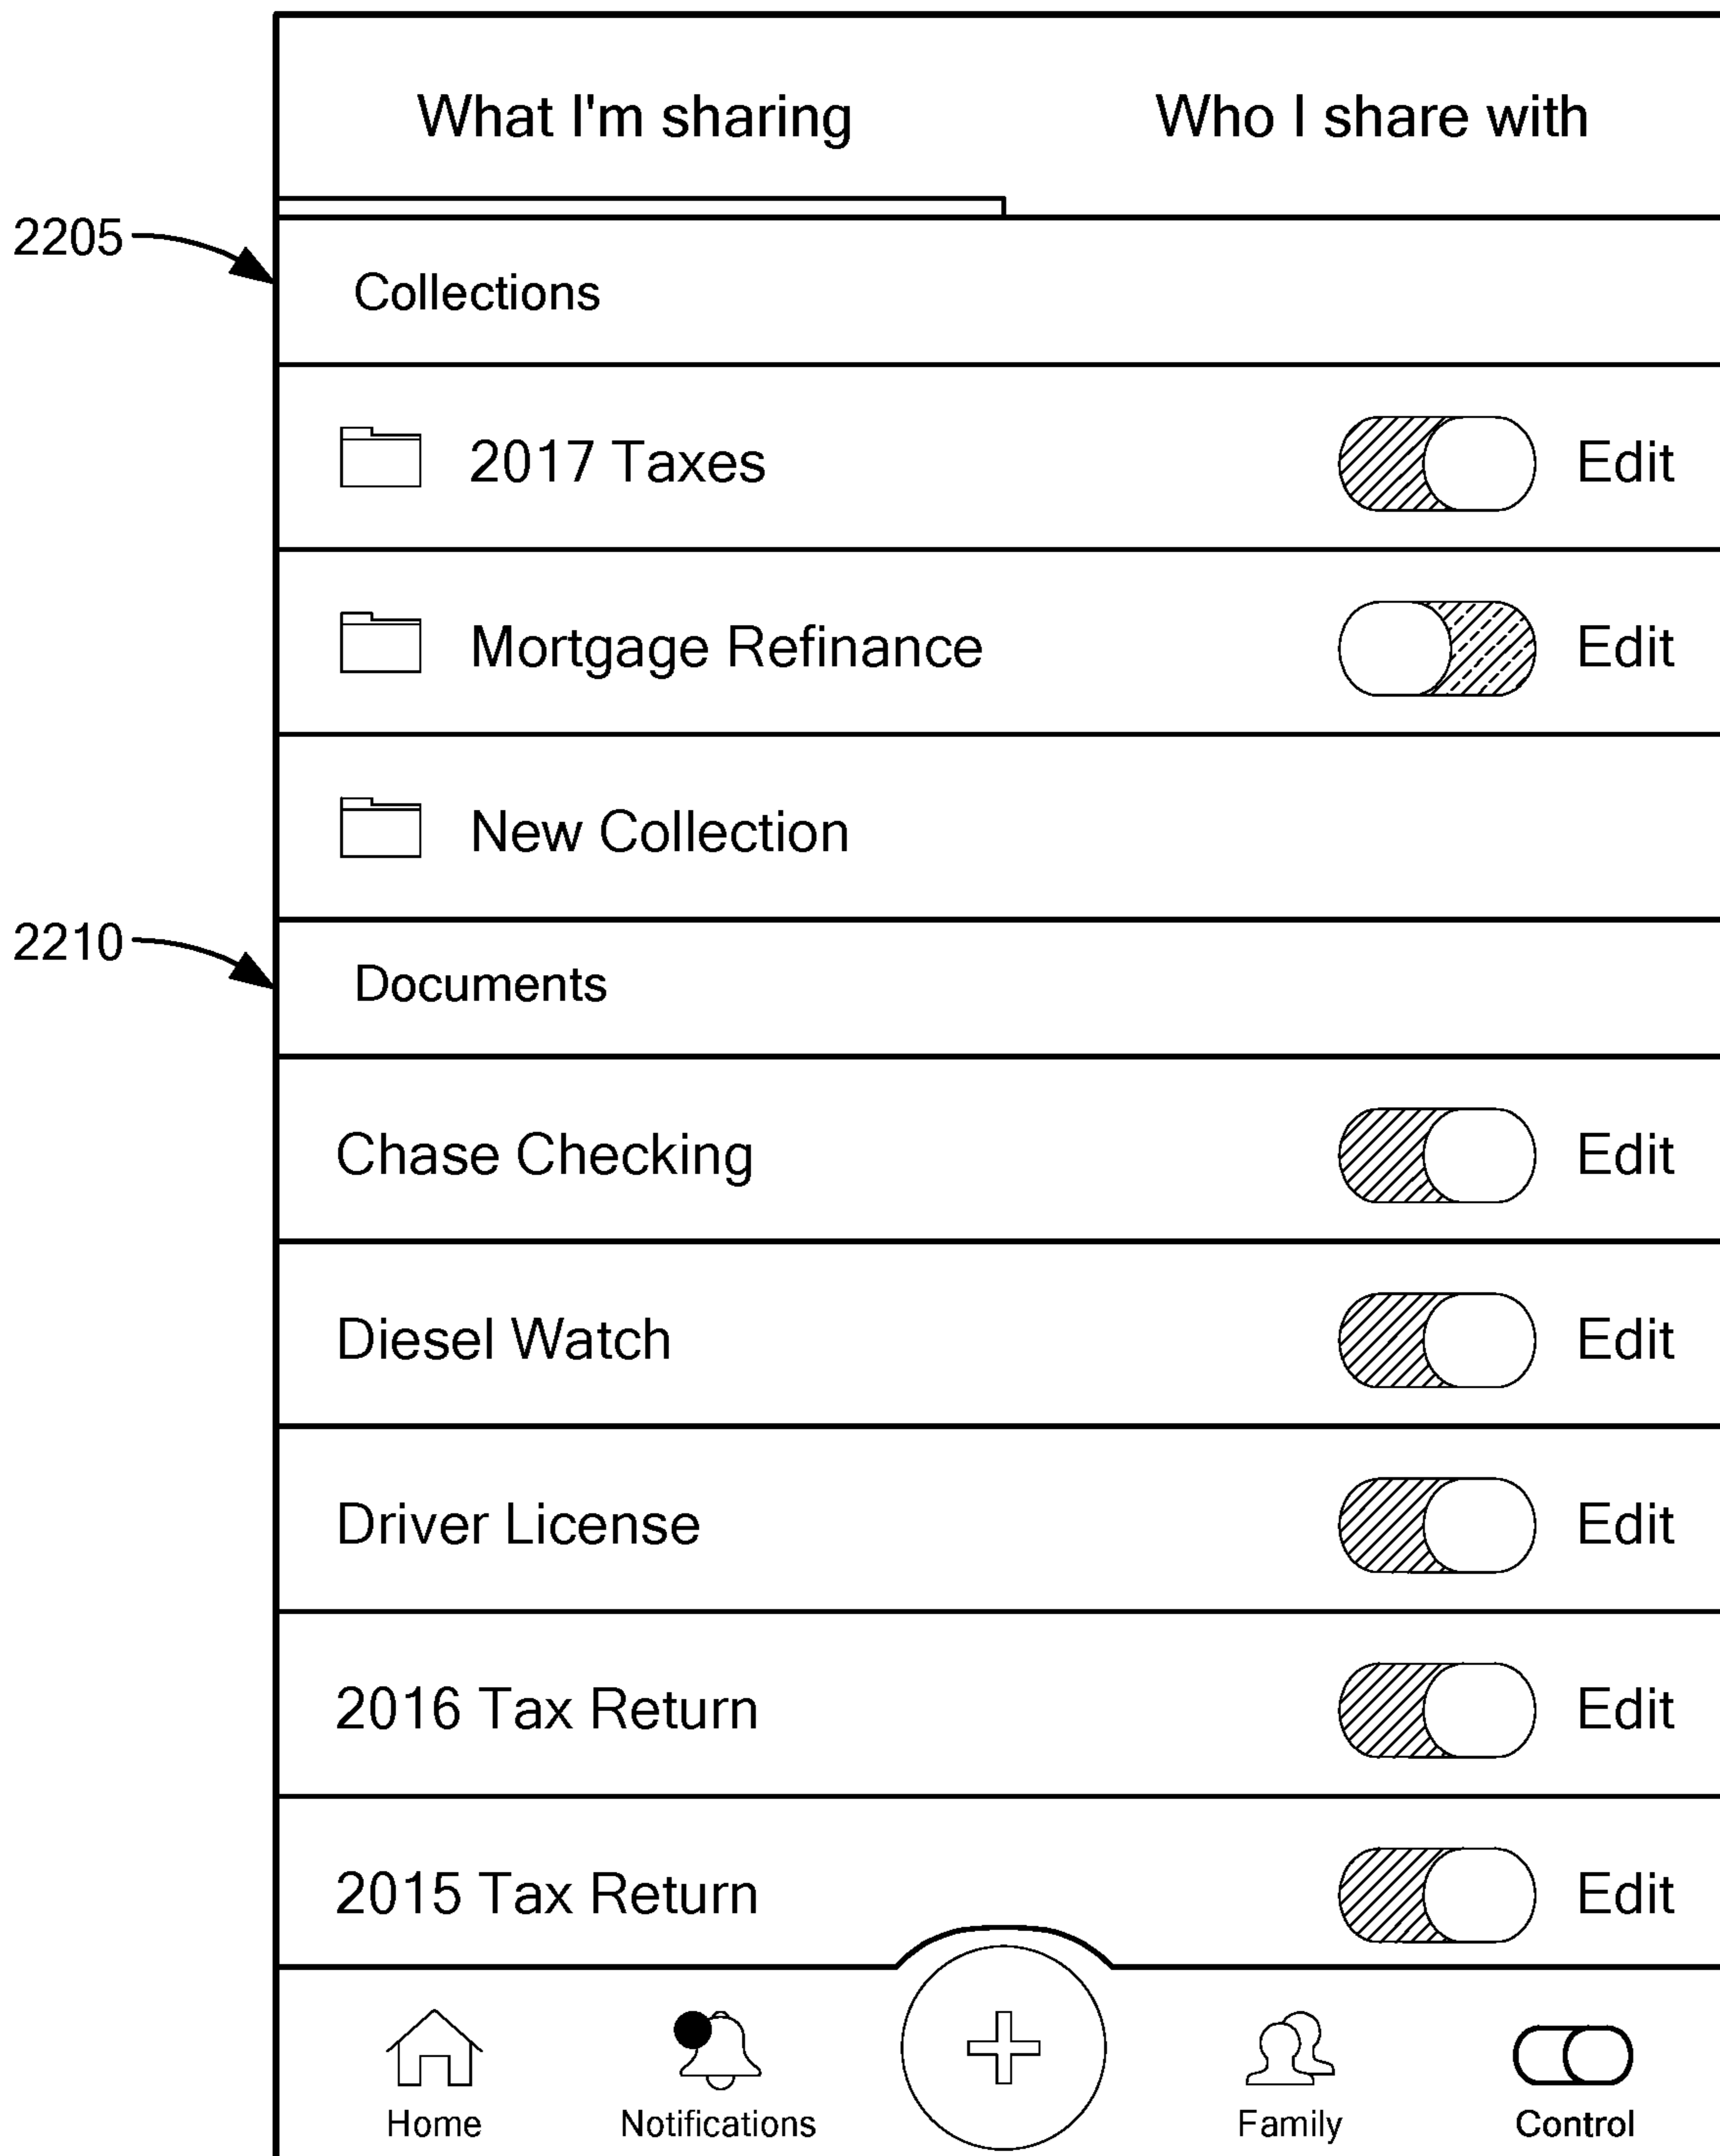 What I'm sharing Who I share with
2205
Collections
2017 Taxes Edit
Mortgage Refinance Edit
New Collection
2210
Documents
Chase Checking Edit
Diesel Watch Edit
Driver License Edit
2016 Tax Return Edit
2015 Tax Return Edit
Home Notifications Family Control